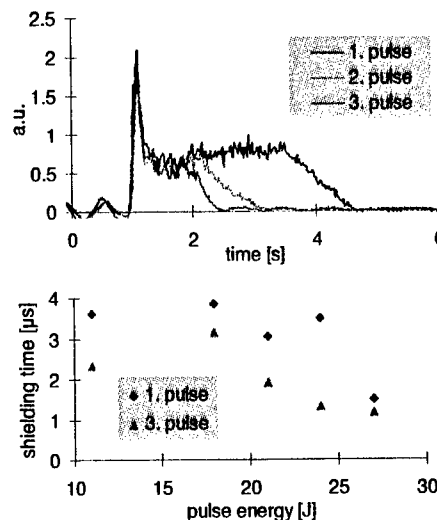 2.5
2
1.5
1
0.5
0
a.u.
1. pulse
2. pulse
3. pulse
0 2 4 6
time [s]
4
3
2
1
0
shielding time [µs]
1. pulse
3. pulse
10 15 20 25 30
pulse energy [J]